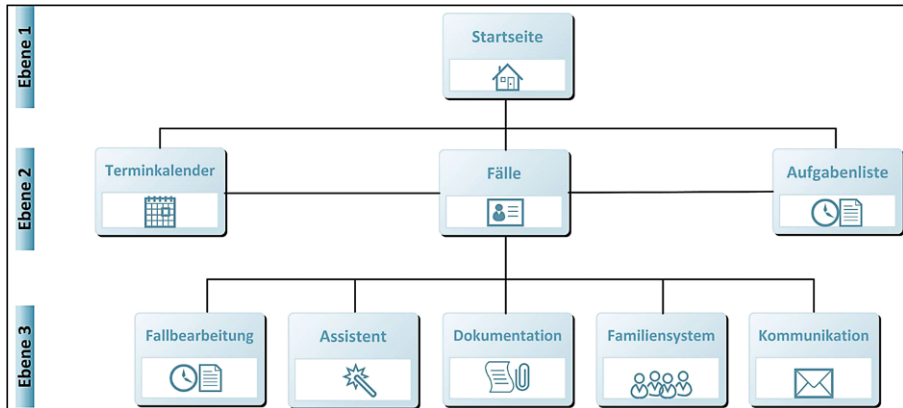 Ebene 1
Startseite
Ebene 2
Terminkalender
Fälle
Aufgabenliste
Ebene 3
Fallbearbeitung
Assistent
Dokumentation
Familiensystem
Kommunikation